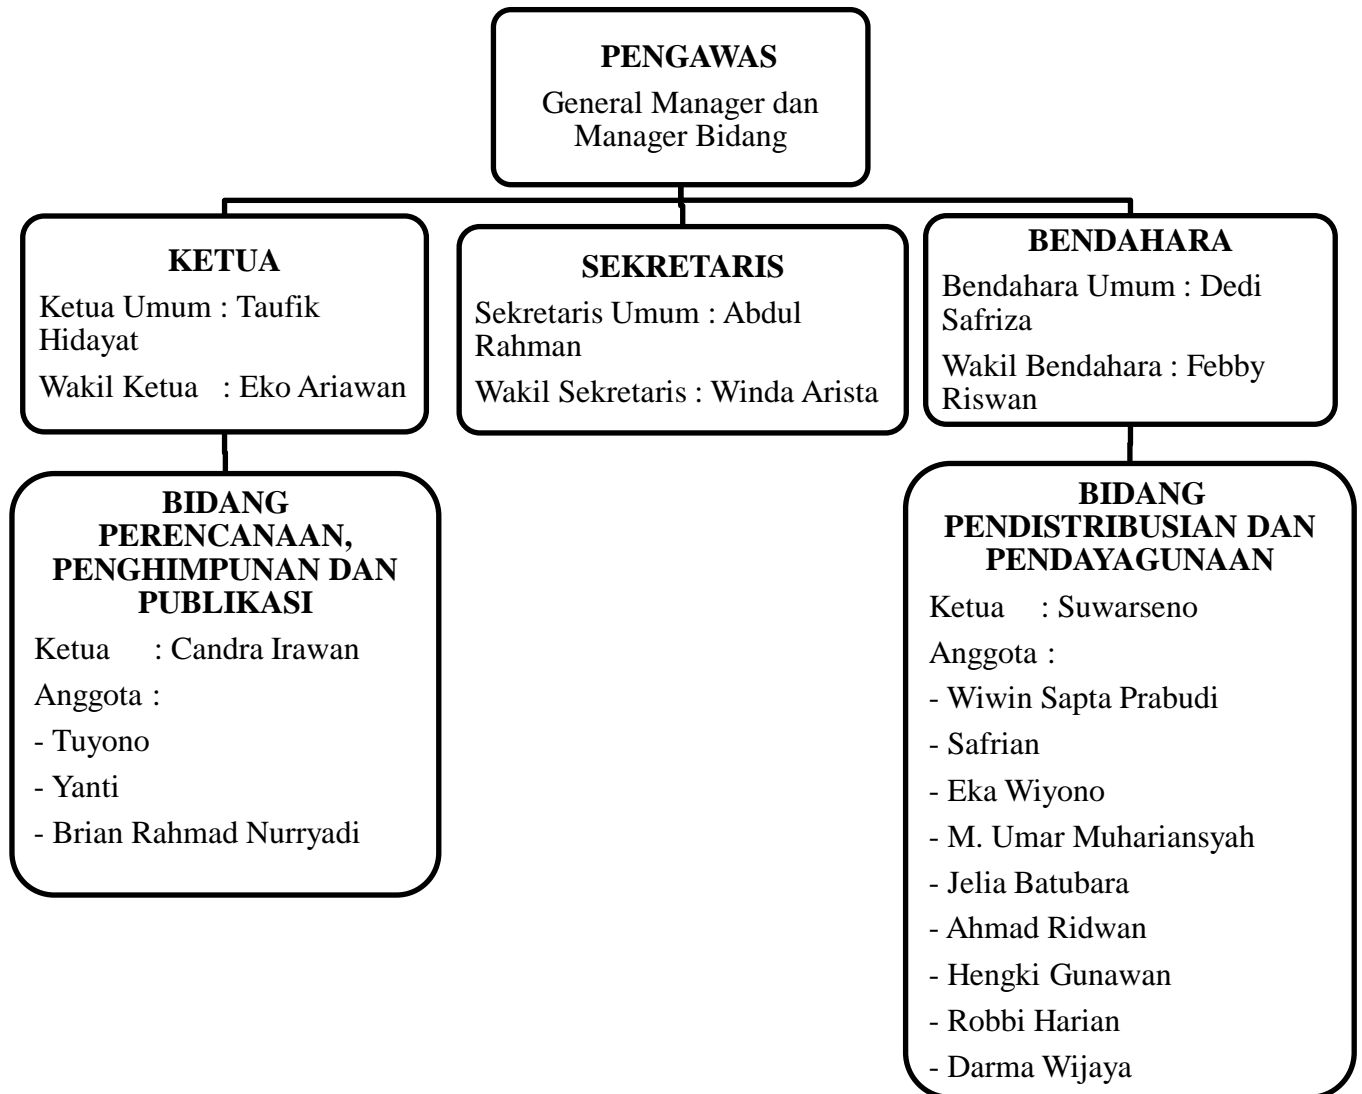 PENGAWAS
General Manager dan
Manager Bidang
KETUA
Ketua Umum : Taufik
Hidayat
Wakil Ketua : Eko Ariawan
SEKRETARIS
Sekretaris Umum : Abdul
Rahman
Wakil Sekretaris : Winda Arista
BENDAHARA
Bendahara Umum : Dedi
Safriza
Wakil Bendahara : Febby
Riswan
BIDANG
PERENCANAAN,
PENGHIMPUNAN DAN
PUBLIKASI
Ketua : Candra Irawan
Anggota :
- Tuyono
- Yanti
- Brian Rahmad Nurryadi
BIDANG
PENDISTRIBUSIAN DAN
PENDAYAGUNAAN
Ketua : Suwarseno
Anggota :
- Wiwin Sapta Prabudi
- Safrian
- Eka Wiyono
- M. Umar Muhariansyah
- Jelia Batubara
- Ahmad Ridwan
- Hengki Gunawan
- Robbi Harian
- Darma Wijaya